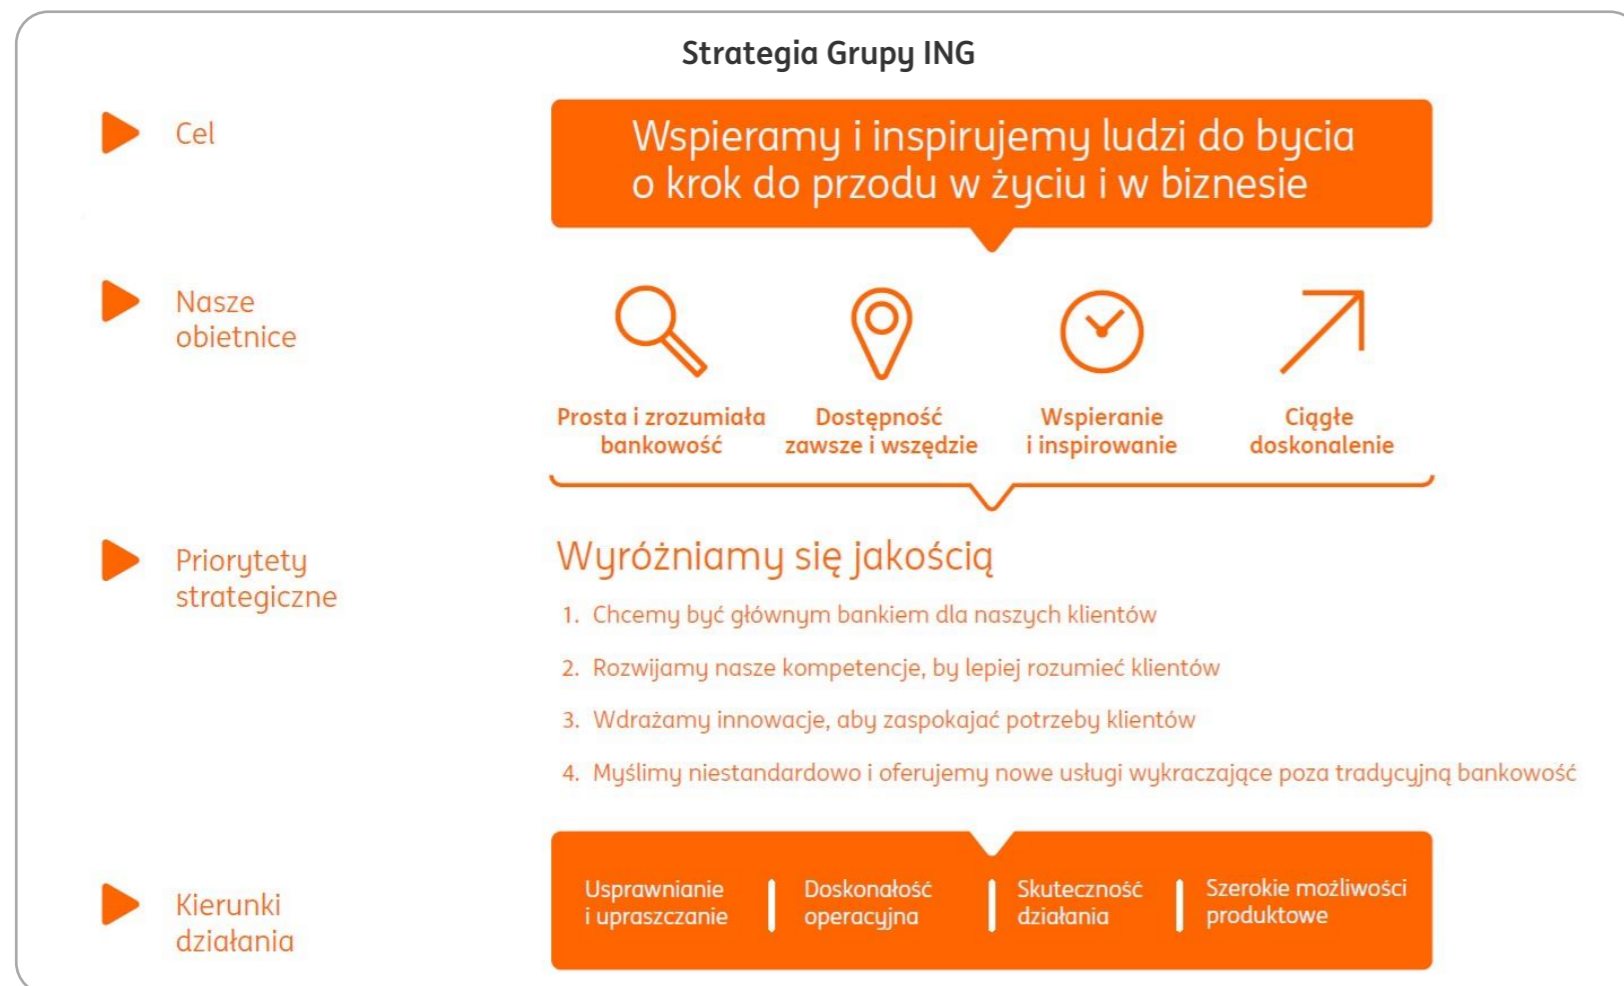 Strategia Grupy ING
Cel
Wspieramy i inspirujemy ludzi do bycia
o krok do przodu w życiu i w biznesie
Nasze
obietnice
Prosta i zrozumiała
bankowość
Dostępność
zawsze i wszędzie
Wspieranie
i inspirowanie
Ciągłe
doskonalenie
Priorytety
strategiczne
Wyróżniamy się jakością
1. Chcemy być głównym bankiem dla naszych klientów
2. Rozwijamy nasze kompetencje, by lepiej rozumieć klientów
3. Wdrażamy innowacje, aby zaspokajać potrzeby klientów
4. Myślimy niestandardowo i oferujemy nowe usługi wykraczające poza tradycyjną bankowość
Kierunki
działania
Usprawnianie
i upraszczanie
Doskonałość
operacyjna
Skuteczność
działania
Szerokie możliwości
produktowe